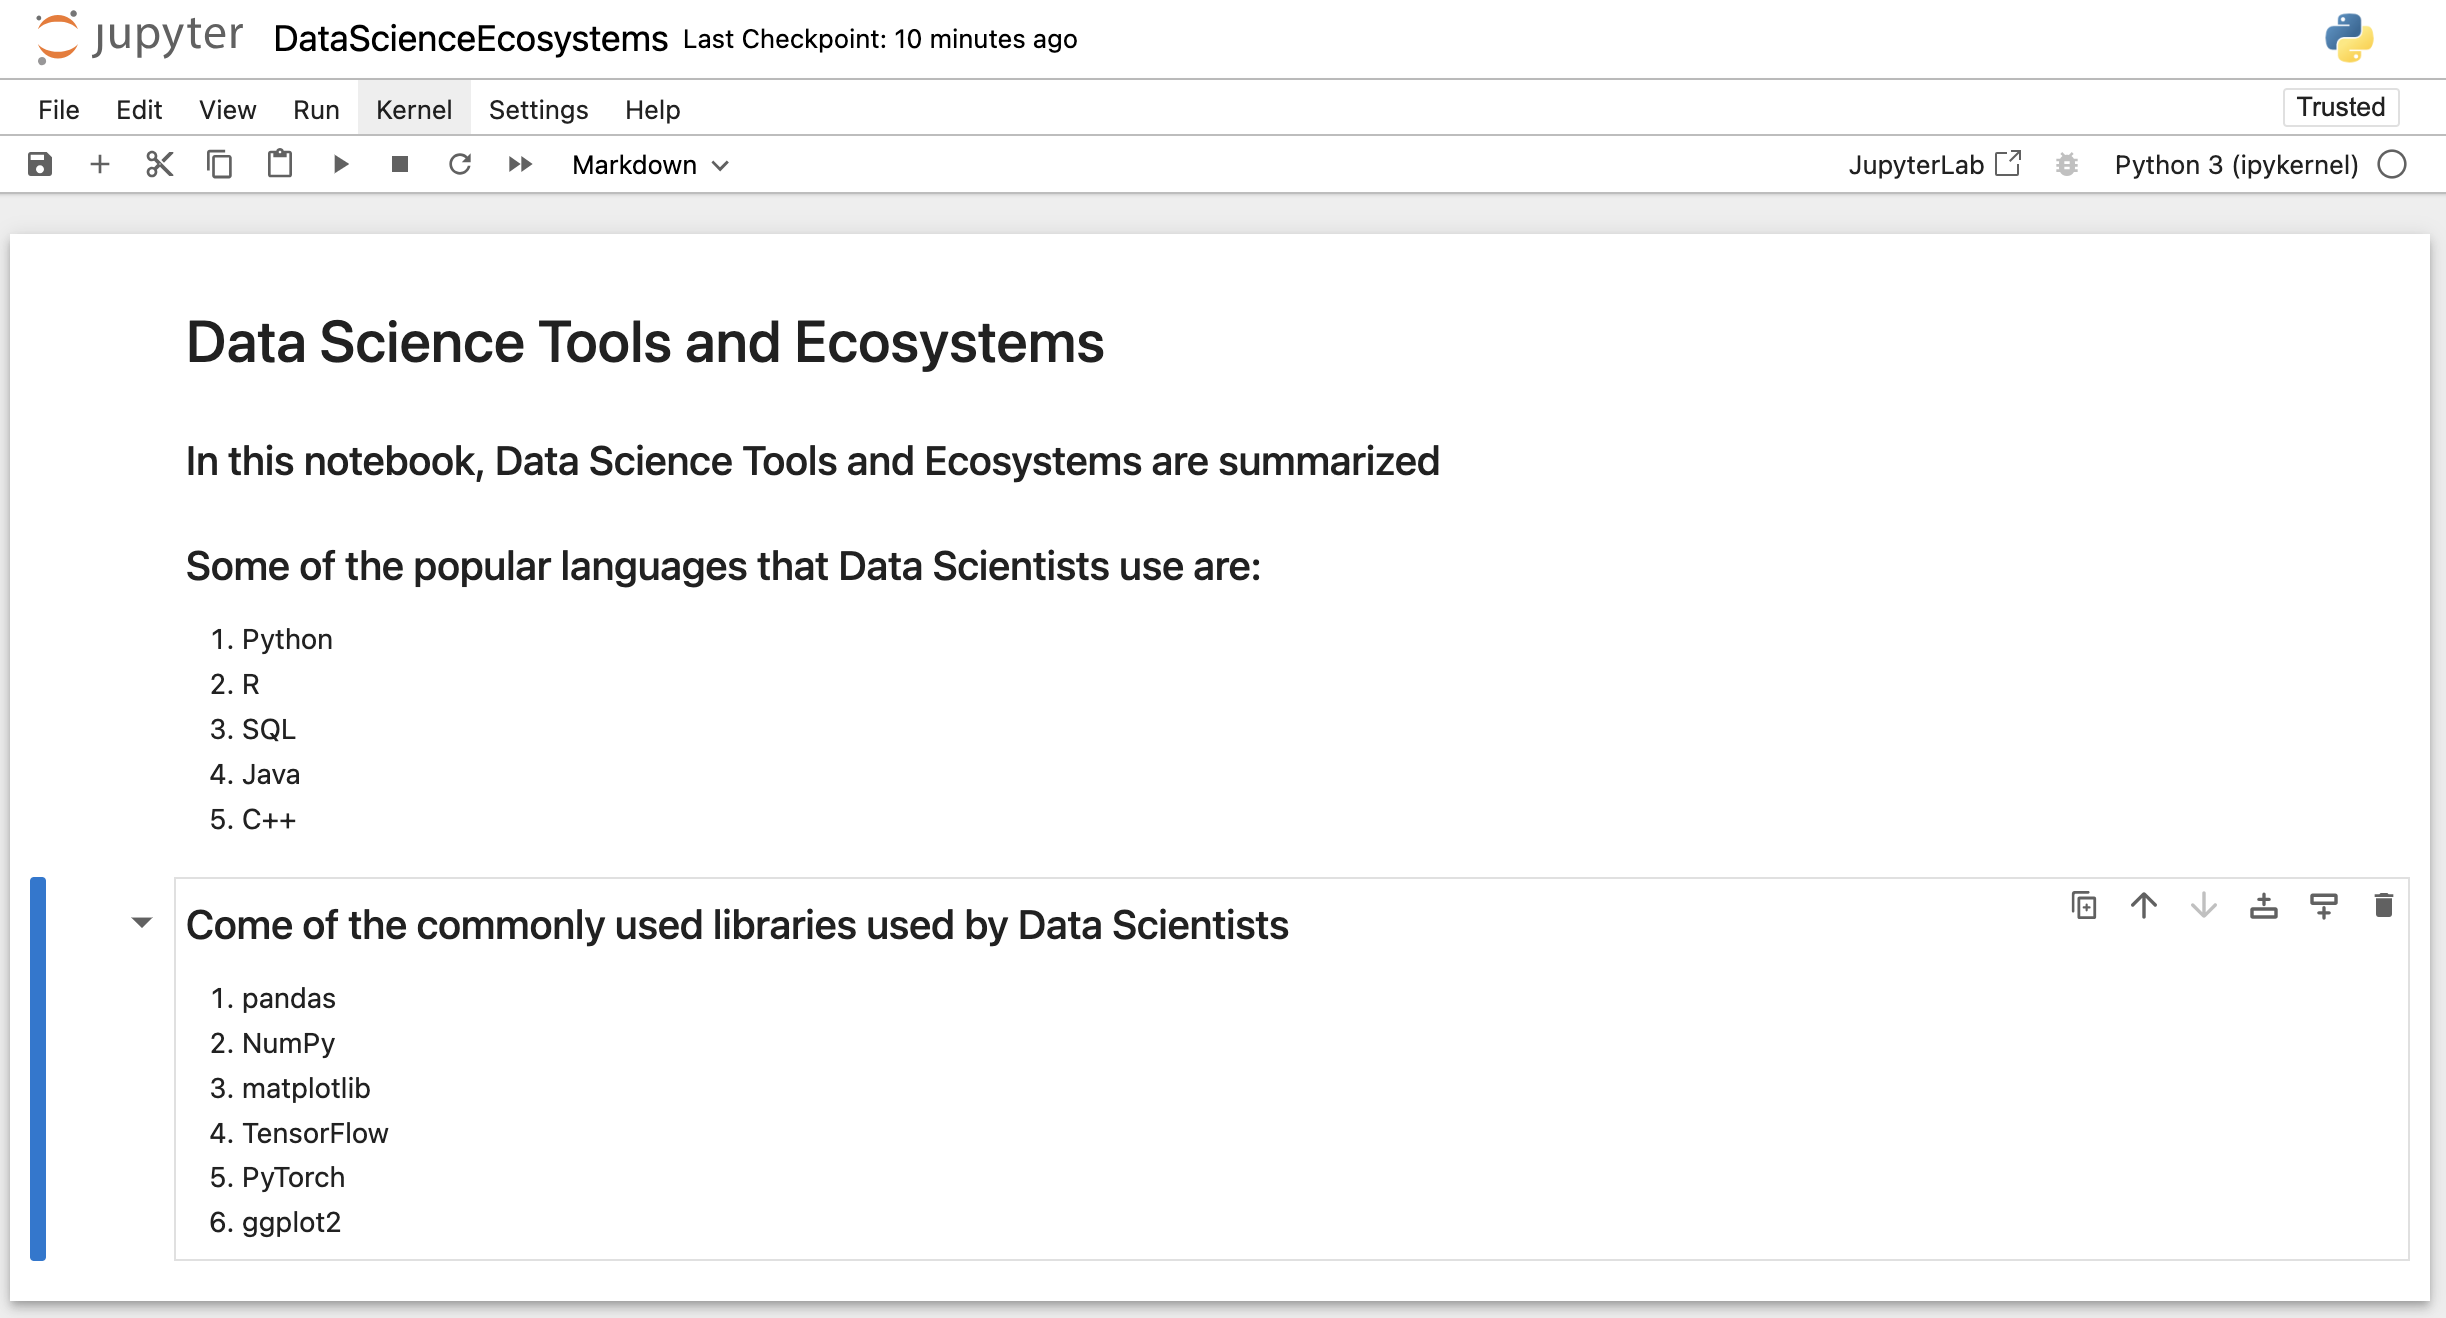 jupyter DataScienceEcosystems Last Checkpoint: 10 minutes ago
File Edit View Run Kernel Settings Help Trusted
Markdown JupyterLab Python 3 (ipykernel)
Data Science Tools and Ecosystems
In this notebook, Data Science Tools and Ecosystems are summarized
Some of the popular languages that Data Scientists use are:
1. Python
2. R
3. SQL
4. Java
5. C++
Come of the commonly used libraries used by Data Scientists
1. pandas
2. NumPy
3. matplotlib
4. TensorFlow
5. PyTorch
6. ggplot2